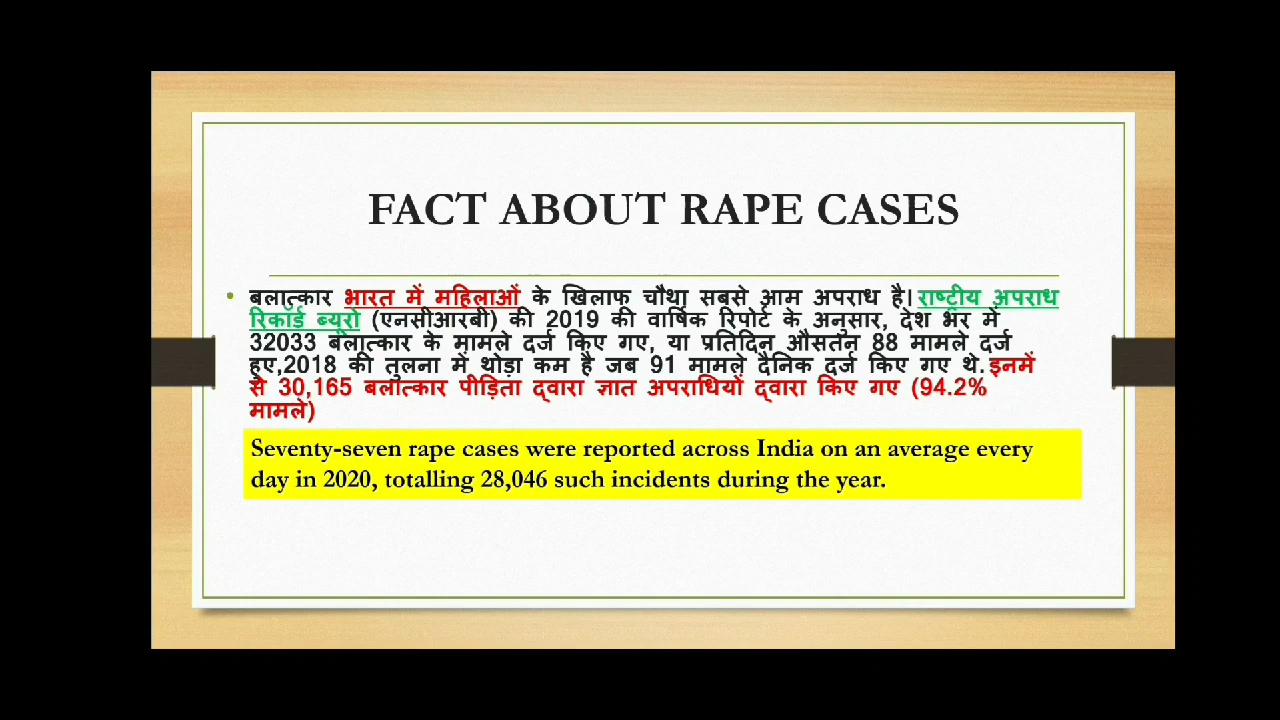 FACT ABOUT RAPE CASES
• बलात्कार भारत में महिलाओं के खिलाफ चौथा सबसे आम अपराध है। राष्ट्रीय अपराध
रिकॉर्ड ब्यूरो (एनसीआरबी) की 2019 की वार्षिक रिपोर्ट के अनुसार, देश भर में
32033 बलात्कार के मामले दर्ज किए गए, या प्रतिदिन औसतन 88 मामले दर्ज
हुए,2018 की तुलना में थोड़ा कम है जब 91 मामले दैनिक दर्ज किए गए थे. इनमें
से 30,165 बलात्कार पीड़िता द्वारा ज्ञात अपराधियों द्वारा किए गए (94.2%
मामले)
Seventy-seven rape cases were reported across India on an average every
day in 2020, totalling 28,046 such incidents during the year.